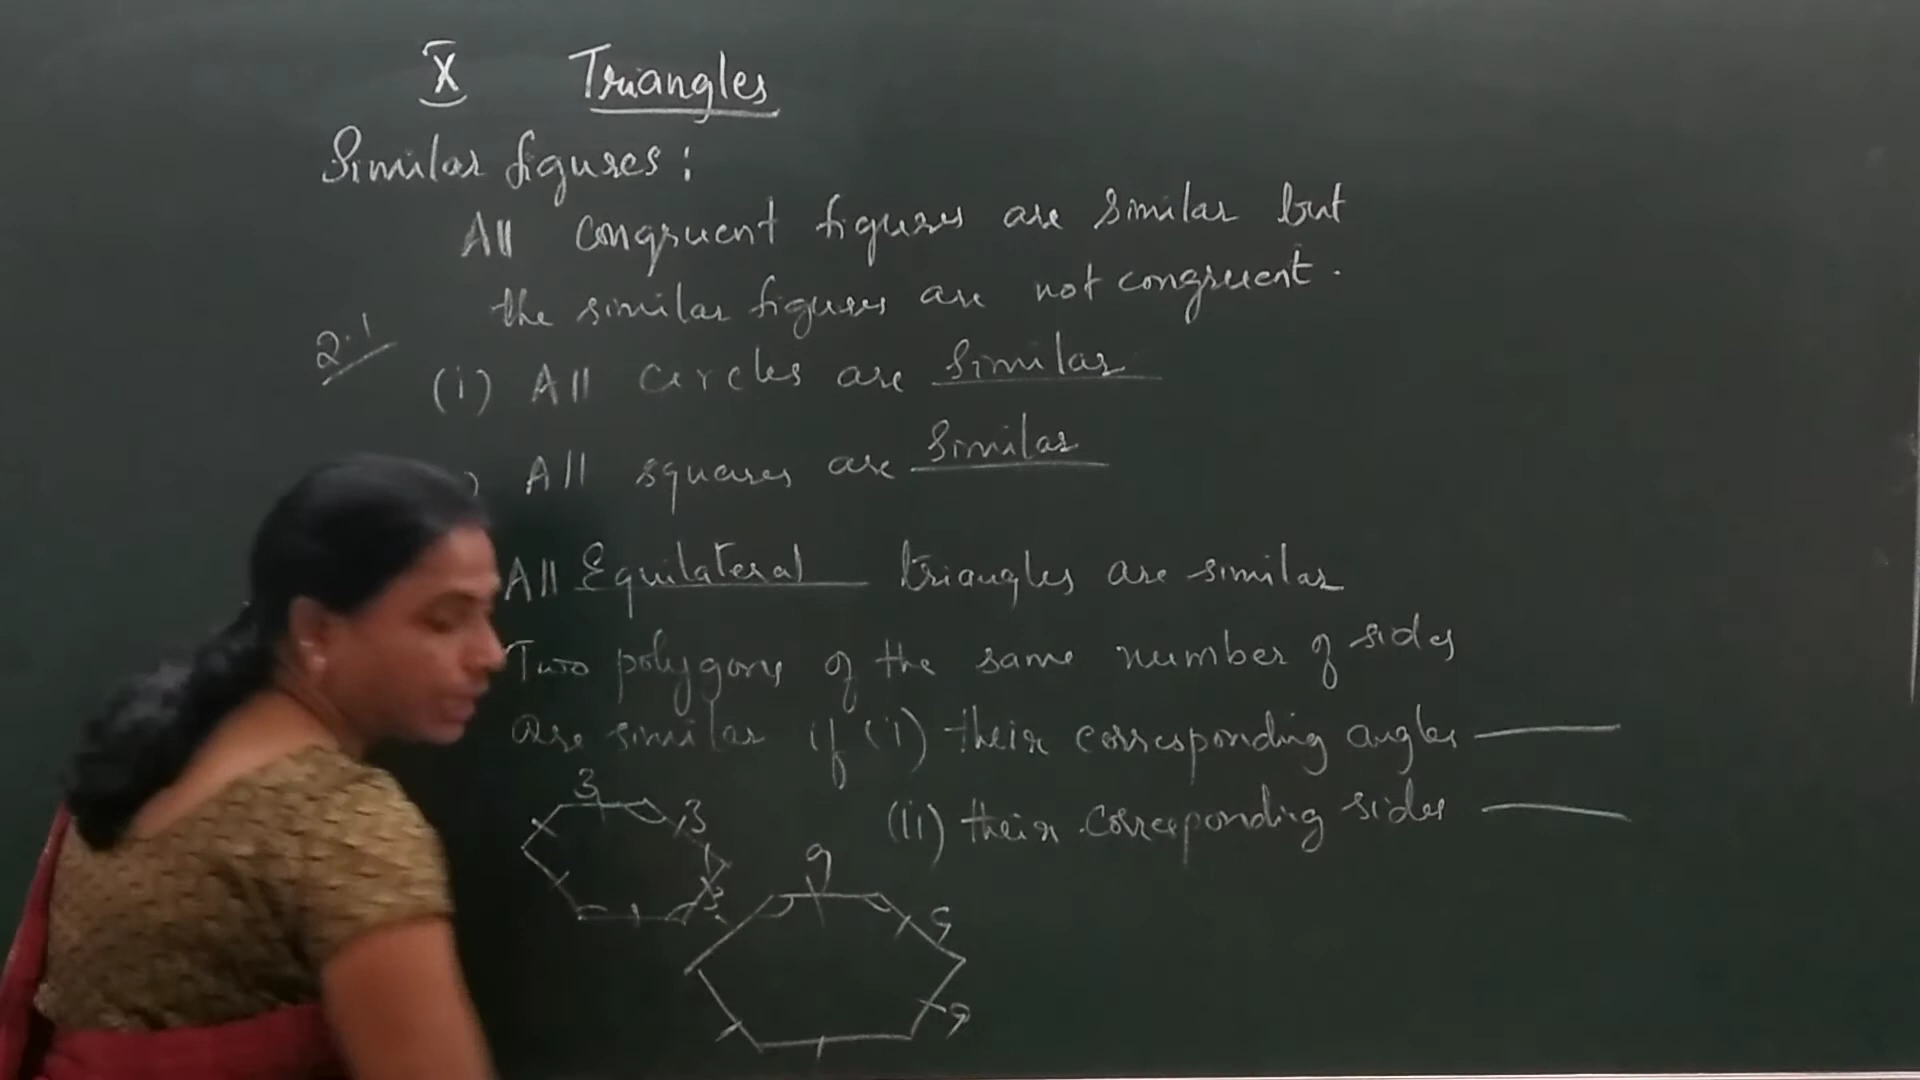 X Triangles
Similar figures:
All congruent figures are similar but
the similar figures are not congruent.
2.1
(i) All circles are similar
) All squares are similar
All Equilateral triangles are similar
Two polygons of the same number of sides
are similar if (i) their corresponding angles
(ii) their corresponding sides
3
3
3
9
9
9